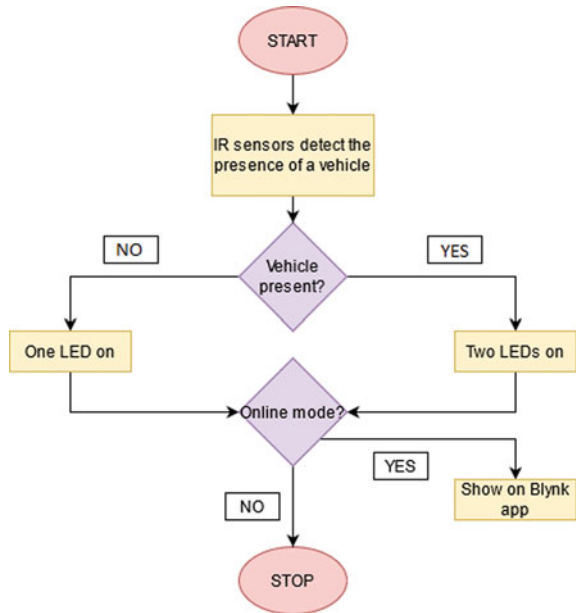 START
IR sensors detect the
presence of a vehicle
NO
YES
Vehicle
present?
One LED on
Two LEDs on
Online mode?
YES
Show on Blynk
app
NO
STOP